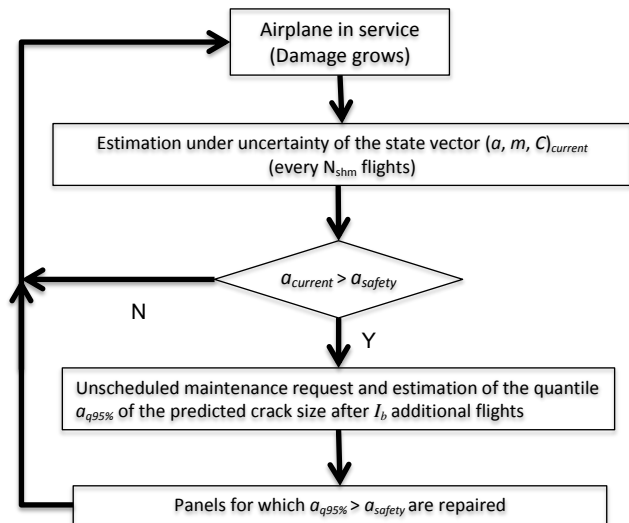 Airplane in service
(Damage grows)
Estimation under uncertainty of the state vector (a, m, C)current
(every Nshm flights)
acurrent > asafety
N
Y
Unscheduled maintenance request and estimation of the quantile
aq95% of the predicted crack size after Ib additional flights
Panels for which aq95% > asafety are repaired